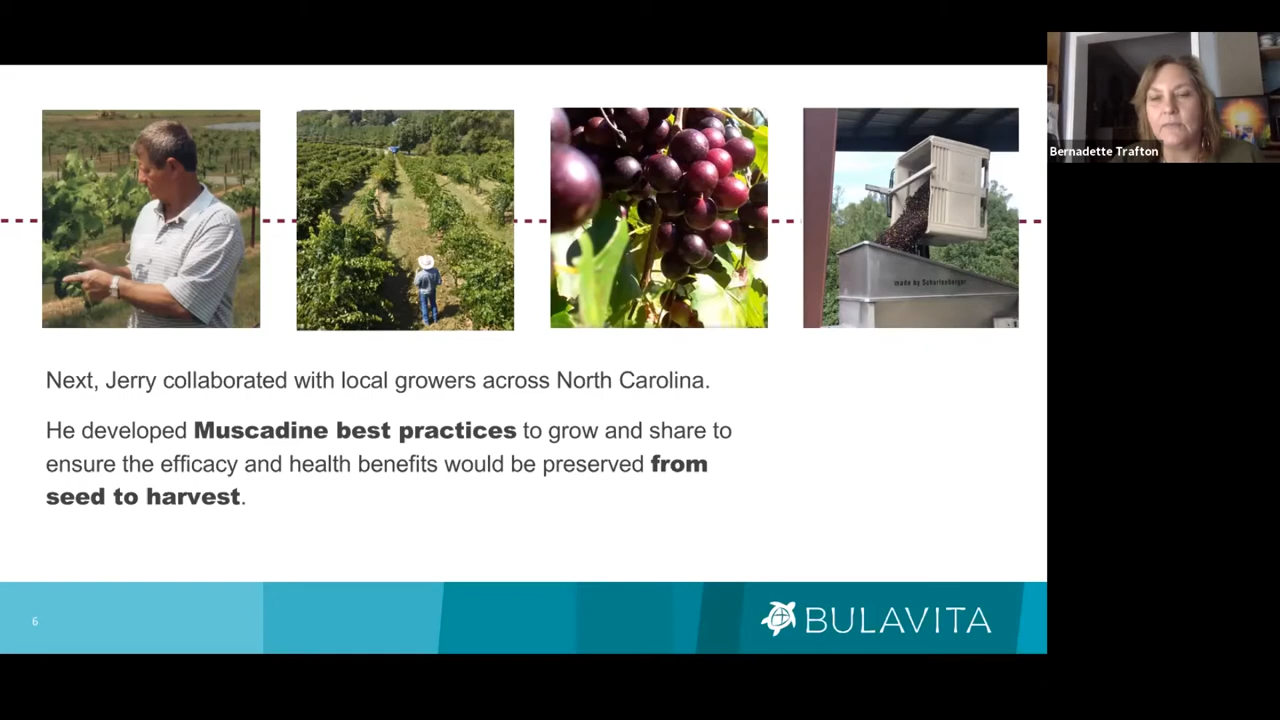 Bernadette Trafton
made by Scharfenberger
Next, Jerry collaborated with local growers across North Carolina.
He developed Muscadine best practices to grow and share to
ensure the efficacy and health benefits would be preserved from
seed to harvest.
6
BULAVITA